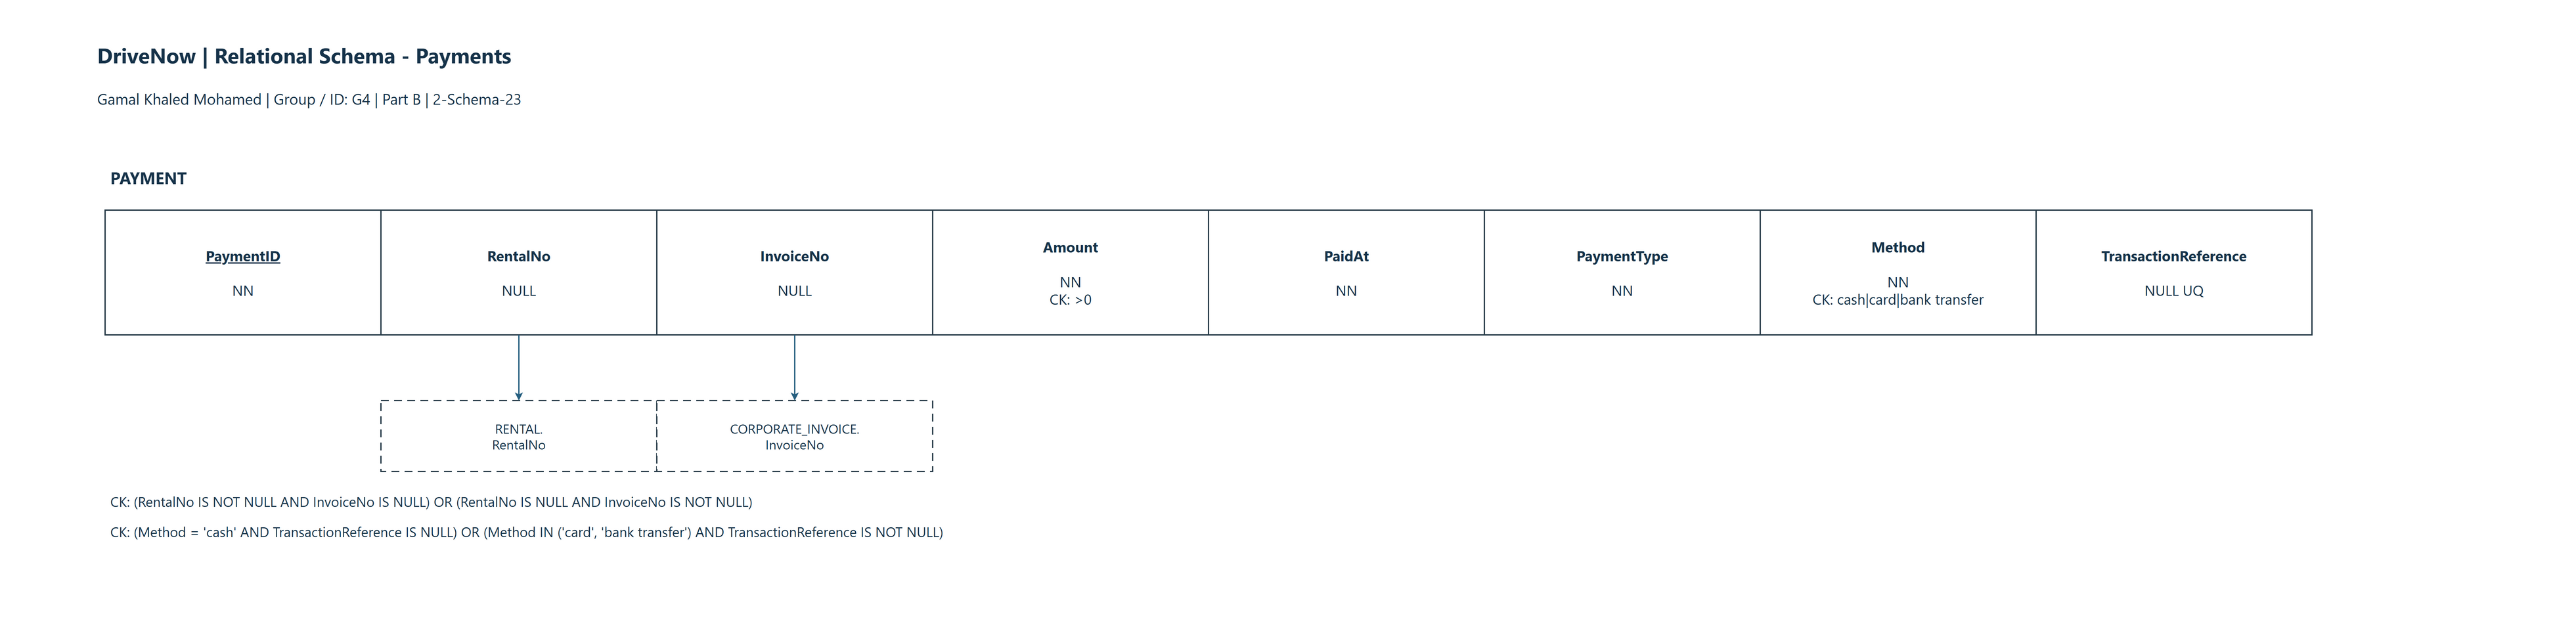 DriveNow | Relational Schema - Payments
Gamal Khaled Mohamed | Group / ID: G4 | Part B | 2-Schema-23
PAYMENT
PaymentID
NN
RentalNo
NULL
InvoiceNo
NULL
Amount
NN
CK: >0
PaidAt
NN
PaymentType
NN
Method
NN
CK: cash|card|bank transfer
TransactionReference
NULL UQ
RENTAL.
RentalNo
CORPORATE_INVOICE.
InvoiceNo
CK: (RentalNo IS NOT NULL AND InvoiceNo IS NULL) OR (RentalNo IS NULL AND InvoiceNo IS NOT NULL)
CK: (Method = 'cash' AND TransactionReference IS NULL) OR (Method IN ('card', 'bank transfer') AND TransactionReference IS NOT NULL)